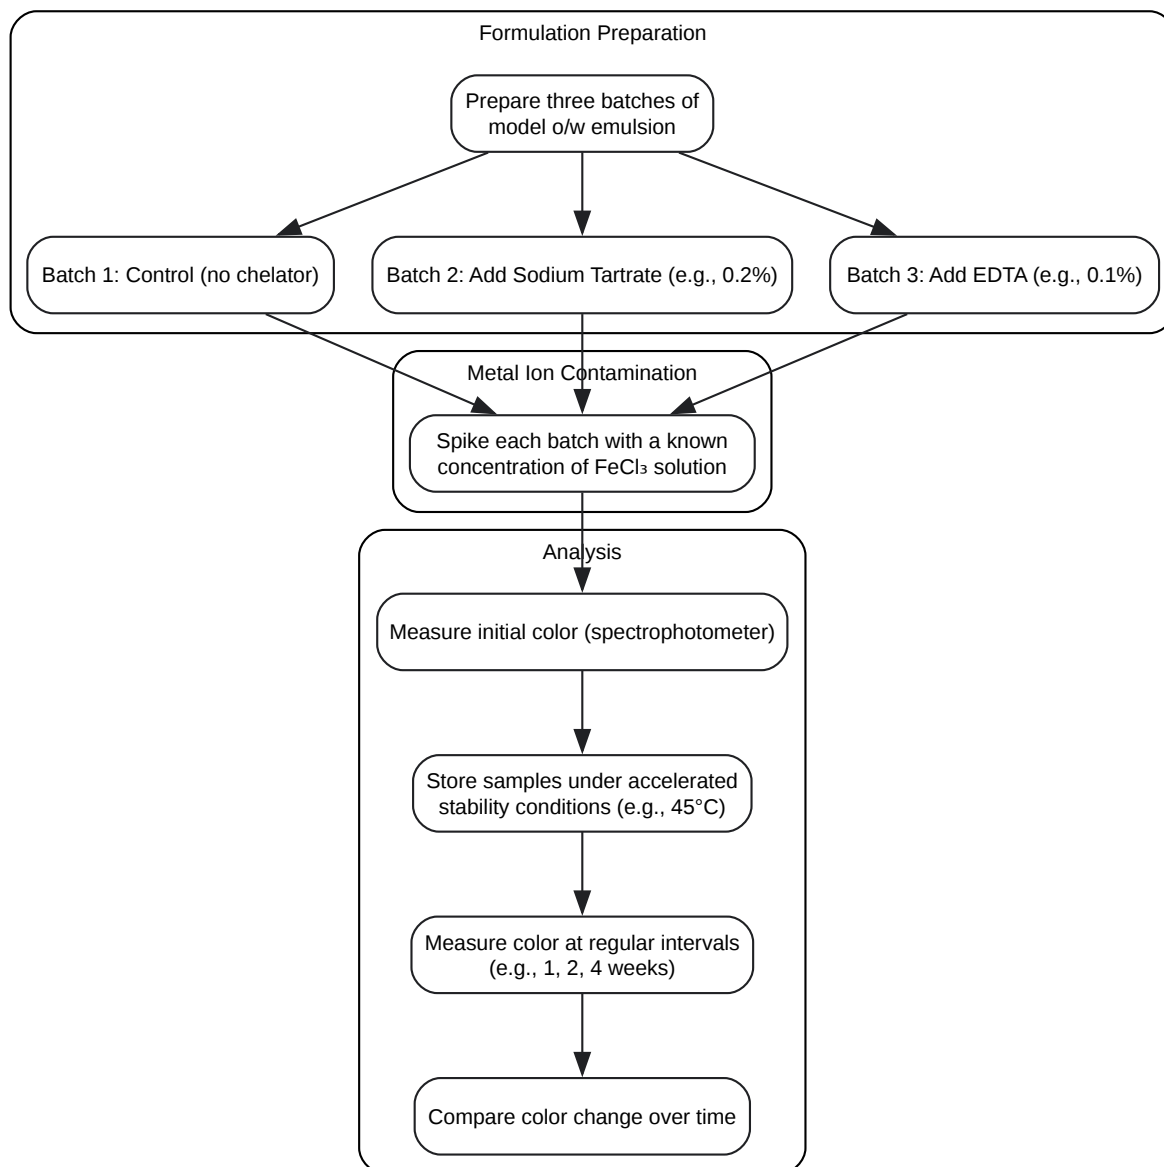 Formulation Preparation
Prepare three batches of
model o/w emulsion
Batch 1: Control (no chelator)
Batch 2: Add Sodium Tartrate (e.g., 0.2%)
Batch 3: Add EDTA (e.g., 0.1%)
Metal Ion Contamination
Spike each batch with a known
concentration of FeCl₃ solution
Analysis
Measure initial color (spectrophotometer)
Store samples under accelerated
stability conditions (e.g., 45°C)
Measure color at regular intervals
(e.g., 1, 2, 4 weeks)
Compare color change over time